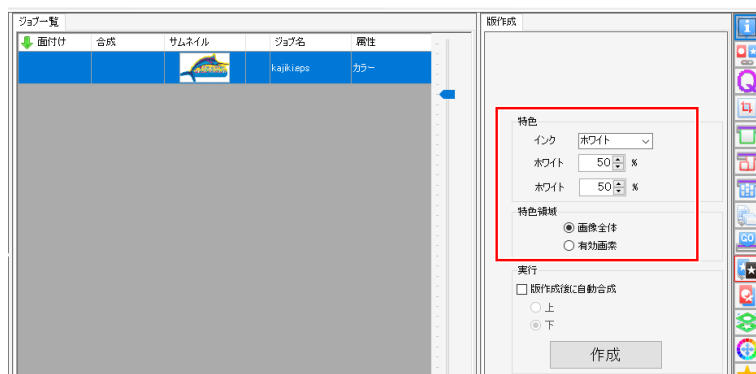 ジョブ一覧
面付け 合成 サムネイル ジョブ名 属性
kajiki.eps カラー
版作成
特色
インク ホワイト
ホワイト 50 %
ホワイト 50 %
特色領域
画像全体
有効画素
実行
版作成後に自動合成
上
下
作成
GO